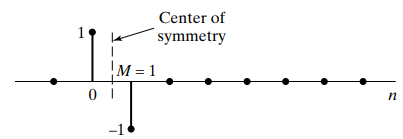 Center of
symmetry
1
M = 1
0
n
–1